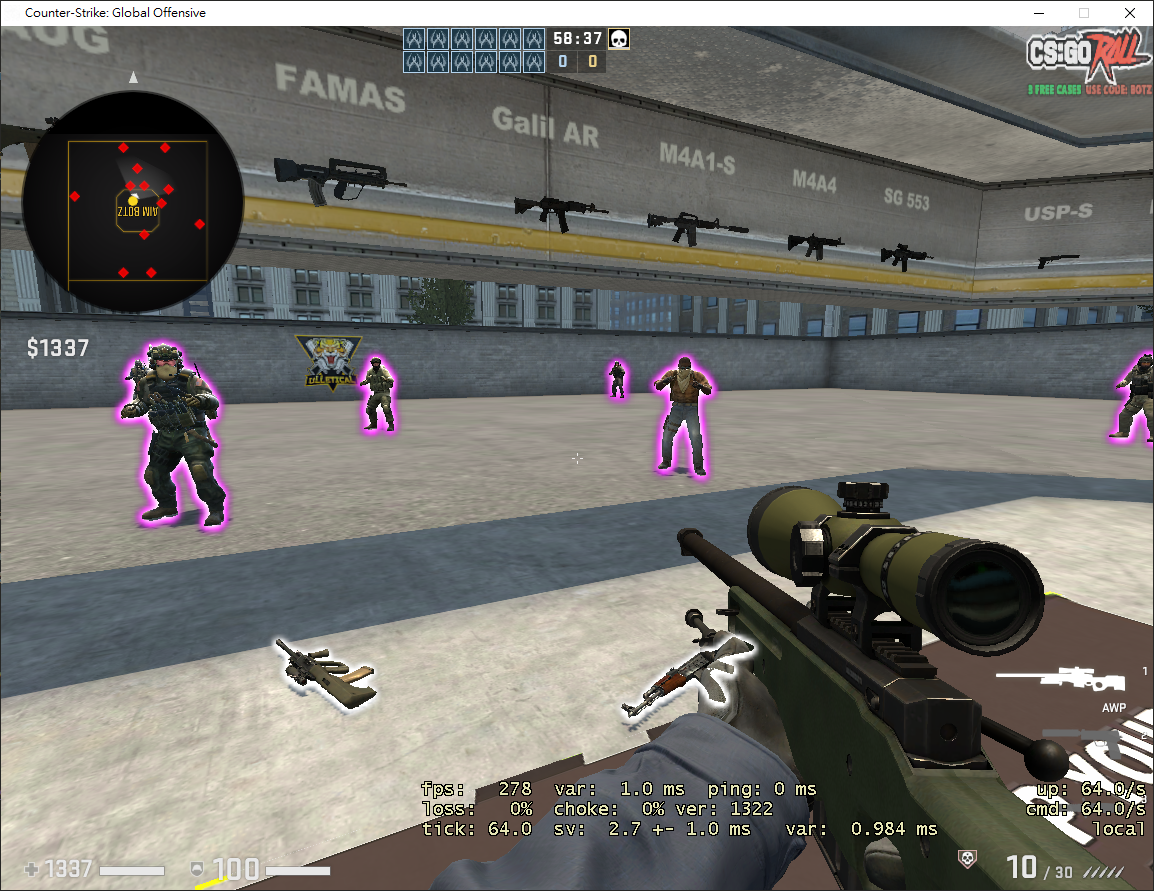 Counter-Strike: Global Offensive
AUG
FAMAS
Galil AR
M4A1-S
M4A4
SG 553
USP-S
58:37
0 0
CS:GO ROLL
3 FREE CASES USE CODE: BOTZ
AIM BOTZ
$1337
ULLETICAL
1
AWP
2
fps: 278 var: 1.0 ms ping: 0 ms
loss: 0% choke: 0% ver: 1322
tick: 64.0 sv: 2.7 +- 1.0 ms var: 0.984 ms
up: 64.0/s
cmd: 64.0/s
local
1337
100
10 / 30